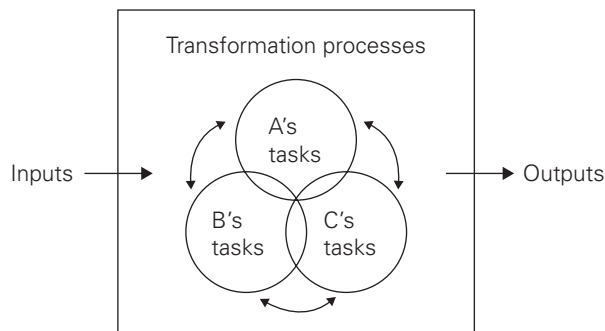 Transformation processes
A's
tasks
Inputs
Outputs
B's
tasks
C's
tasks